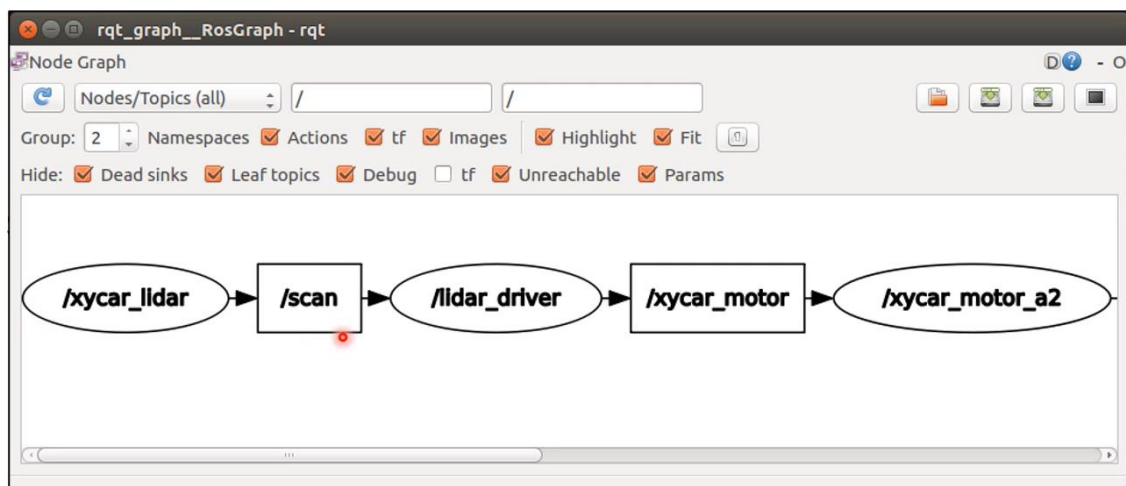 rqt_graph__RosGraph - rqt
Node Graph
D ? - O
Nodes/Topics (all) / /
Group: 2 Namespaces Actions tf Images Highlight Fit
Hide: Dead sinks Leaf topics Debug tf Unreachable Params
/xycar_lidar /scan /lidar_driver /xycar_motor /xycar_motor_a2